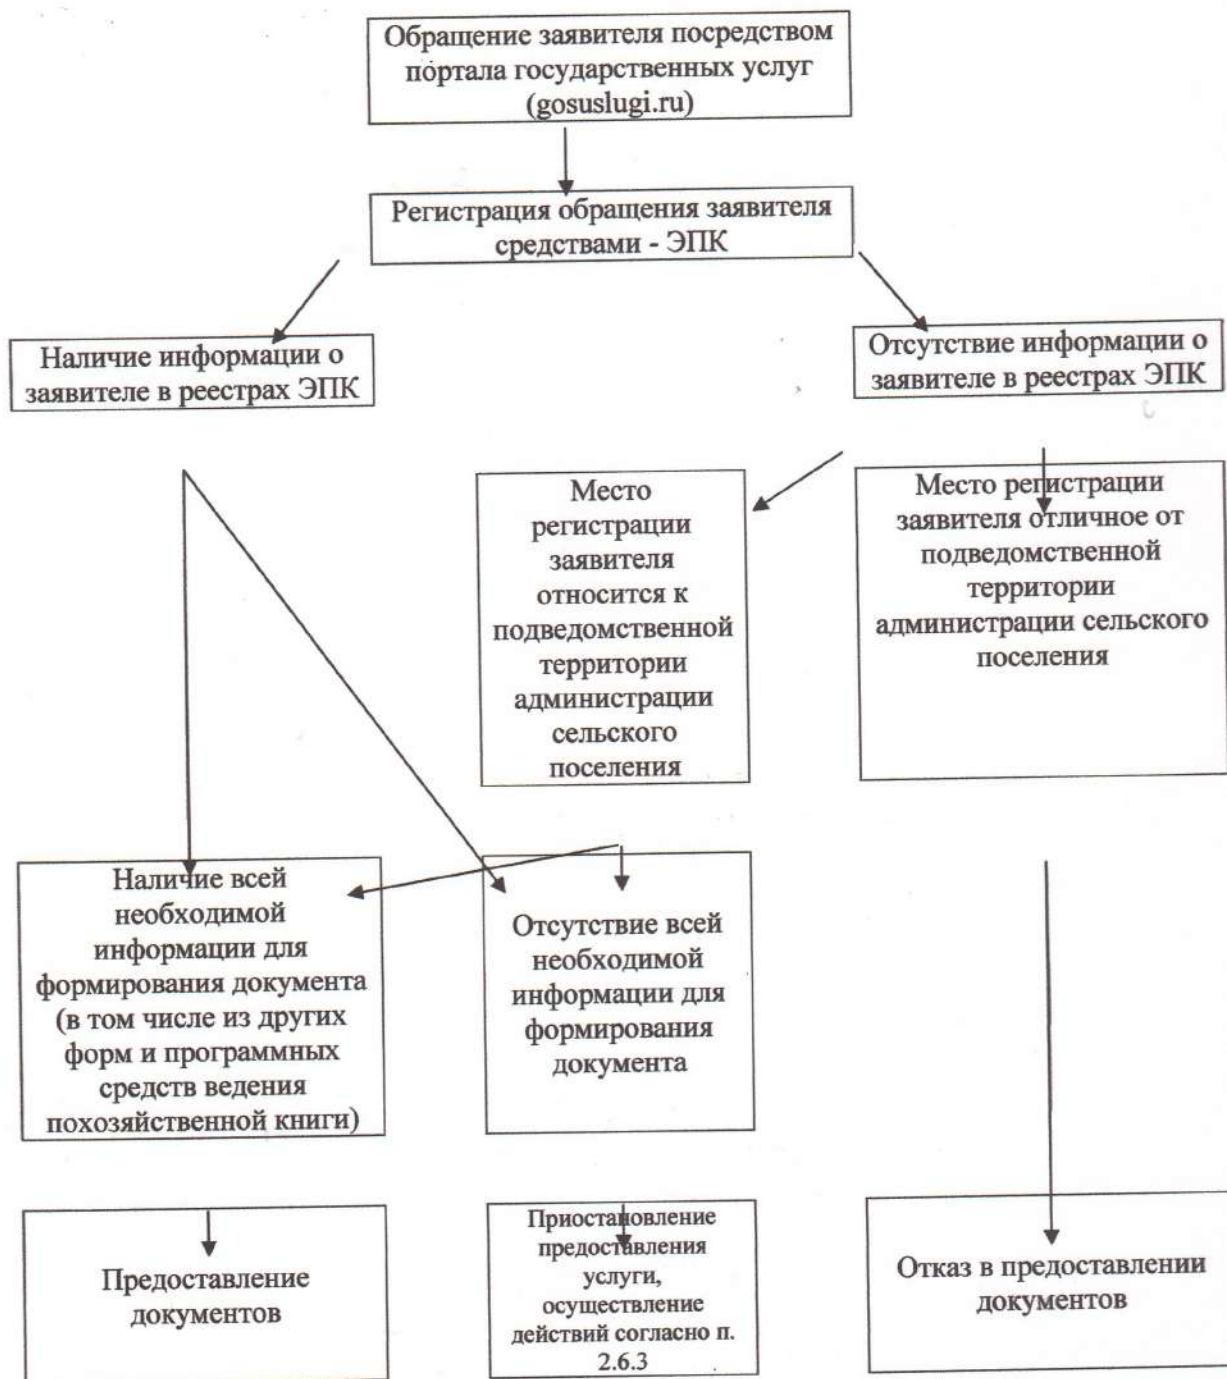 Обращение заявителя посредством
портала государственных услуг
(gosuslugi.ru)
Регистрация обращения заявителя
средствами - ЭПК
Наличие информации о
заявителе в реестрах ЭПК
Отсутствие информации о
заявителе в реестрах ЭПК
Место
регистрации
заявителя
относится к
подведомственной
территории
администрации
сельского
поселения
Место регистрации
заявителя отличное от
подведомственной
территории
администрации сельского
поселения
Наличие всей
необходимой
информации для
формирования документа
(в том числе из других
форм и программных
средств ведения
похозяйственной книги)
Отсутствие всей
необходимой
информации для
формирования
документа
Предоставление
документов
Приостановление
предоставления
услуги,
осуществление
действий согласно п.
2.6.3
Отказ в предоставлении
документов